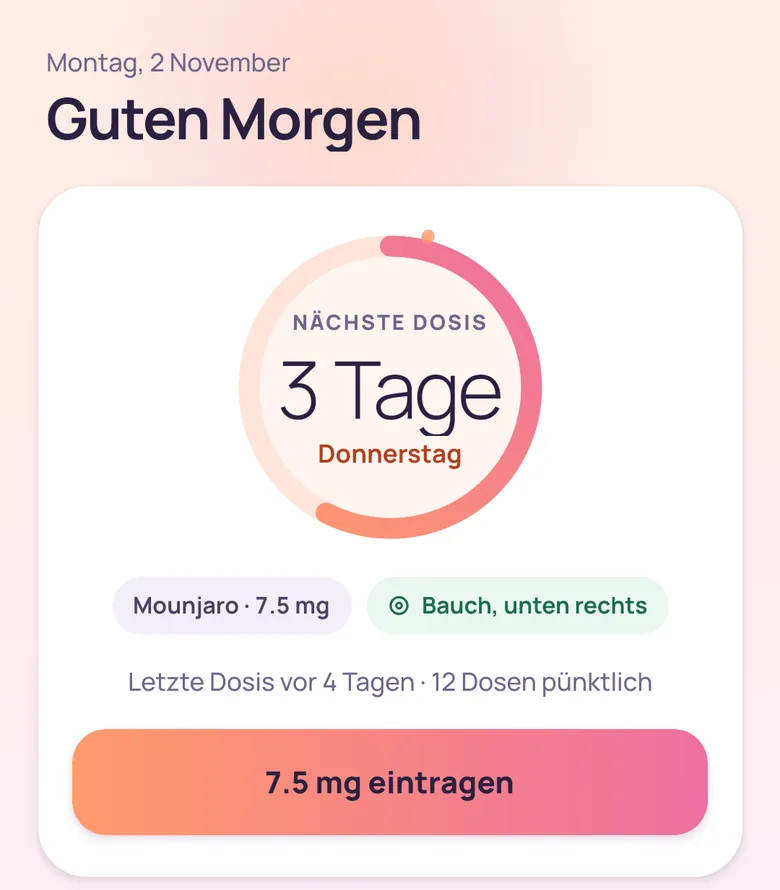 Montag, 2 November
Guten Morgen
NÄCHSTE DOSIS
3 Tage
Donnerstag
Mounjaro · 7.5 mg
Bauch, unten rechts
Letzte Dosis vor 4 Tagen · 12 Dosen pünktlich
7.5 mg eintragen